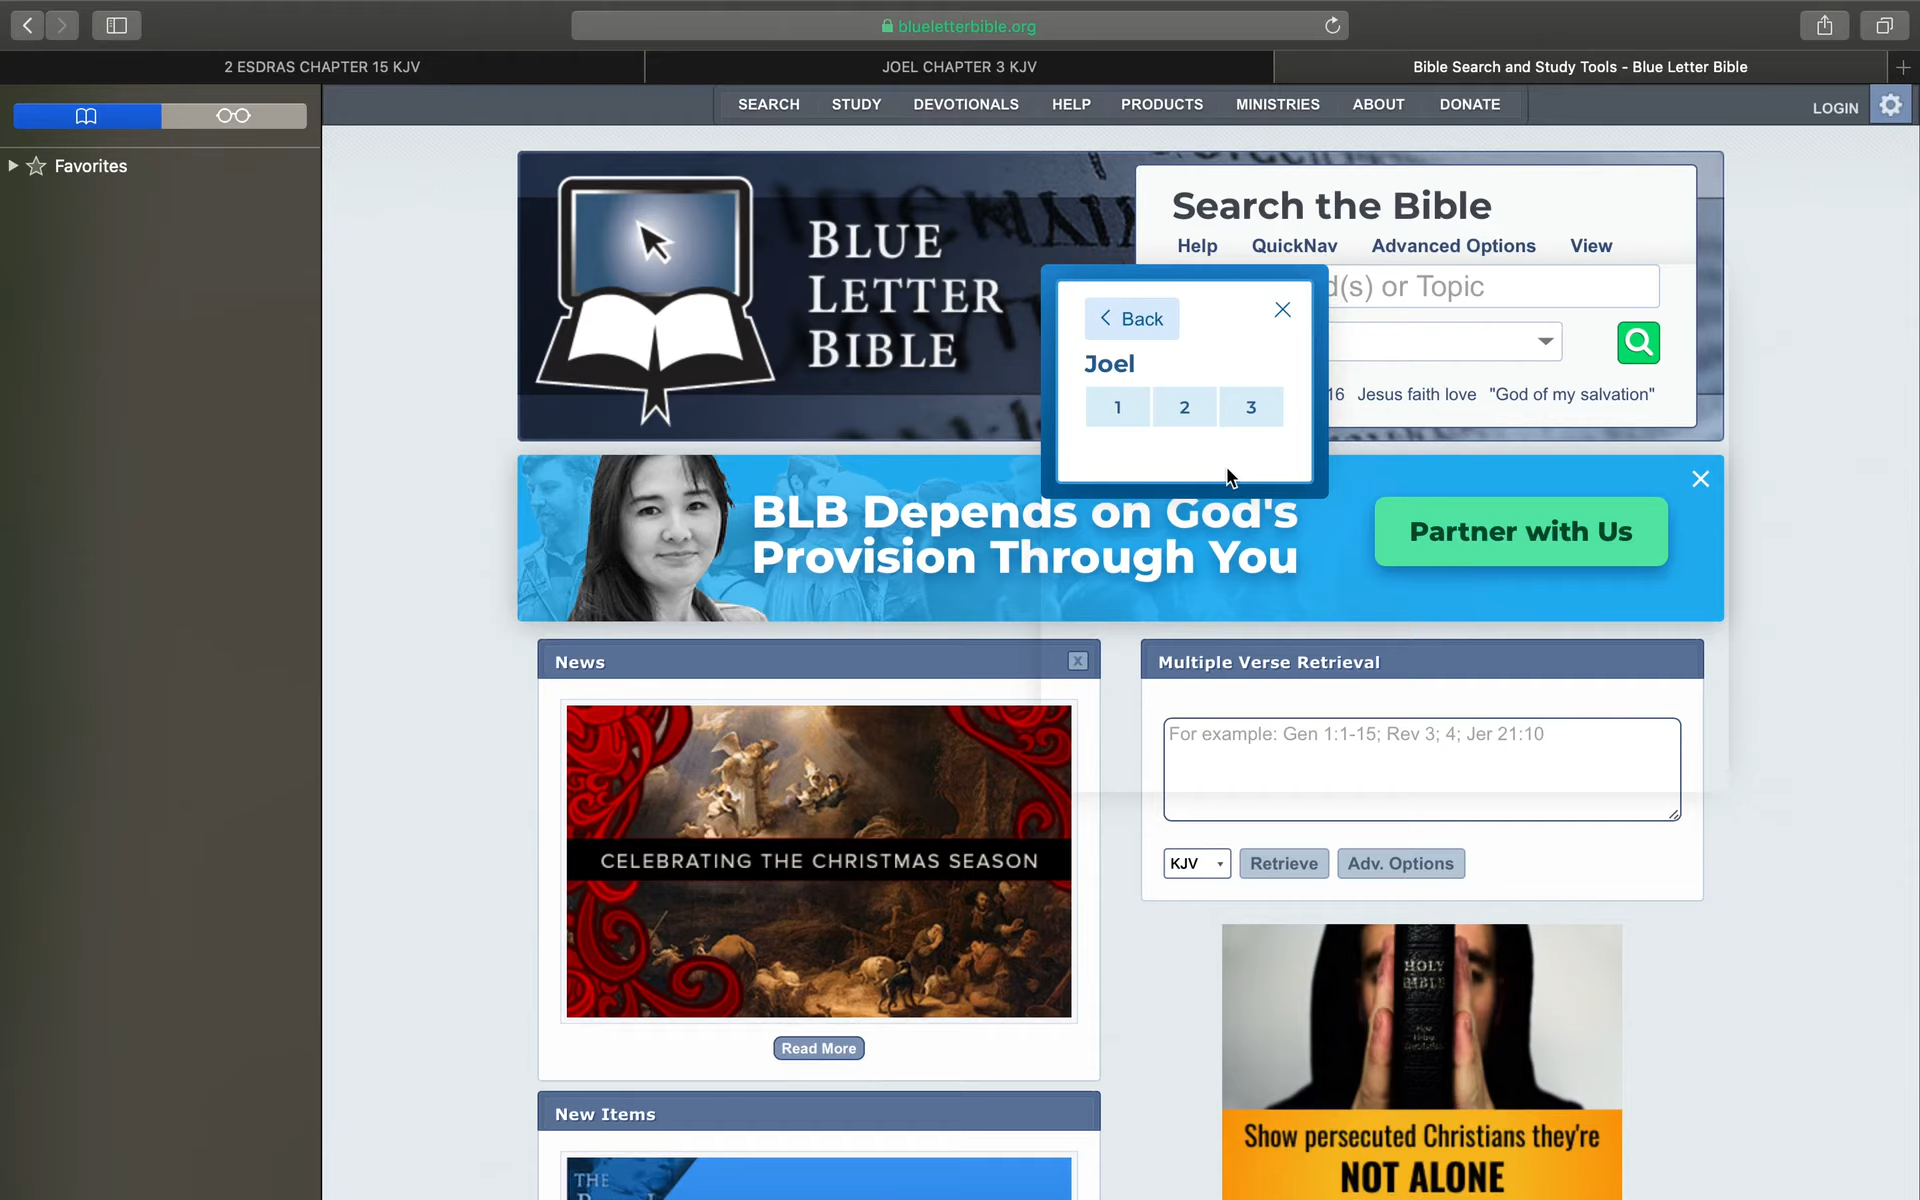 blueletterbible.org
2 ESDRAS CHAPTER 15 KJV
JOEL CHAPTER 3 KJV
Bible Search and Study Tools - Blue Letter Bible
SEARCH STUDY DEVOTIONALS HELP PRODUCTS MINISTRIES ABOUT DONATE
LOGIN
Favorites
BLUE
LETTER
BIBLE
Search the Bible
Help QuickNav Advanced Options View
d(s) or Topic
16 Jesus faith love "God of my salvation"
Back
Joel
1 2 3
BLB Depends on God's
Provision Through You
Partner with Us
News
x
CELEBRATING THE CHRISTMAS SEASON
Read More
New Items
THE
Multiple Verse Retrieval
For example: Gen 1:1-15; Rev 3; 4; Jer 21:10
KJV Retrieve Adv. Options
HOLY
BIBLE
Show persecuted Christians they're
NOT ALONE